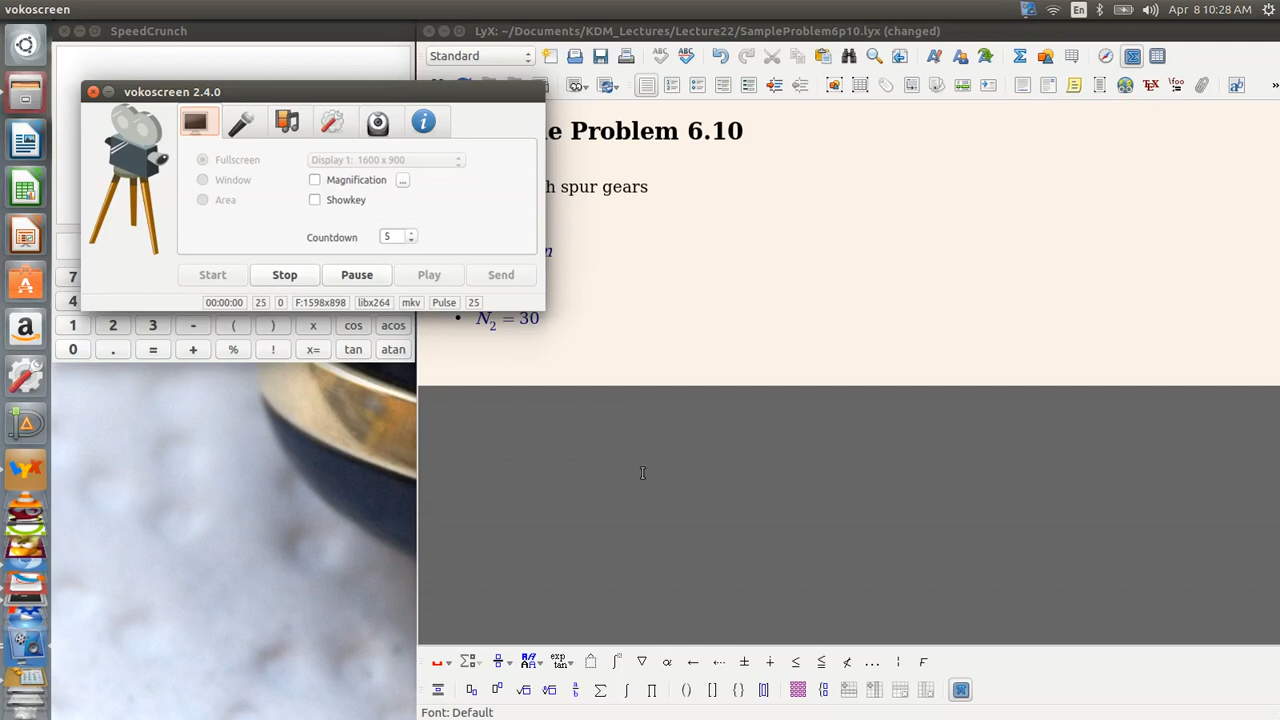 vokoscreen
En
Apr 8 10:28 AM
SpeedCrunch
LyX: ~/Documents/KDM_Lectures/Lecture22/SampleProblem6p10.lyx (changed)
Standard
vokoscreen 2.4.0
Fullscreen
Display 1: 1600 x 900
Window
Magnification
...
Area
Showkey
Countdown
5
Start
Stop
Pause
Play
Send
00:00:00
25
0
F:1598x898
libx264
mkv
Pulse
25
e Problem 6.10
h spur gears
n
• N₂ = 30
7
4
1 2 3 - ( ) x cos acos
0 . = + % ! x= tan atan
Font: Default